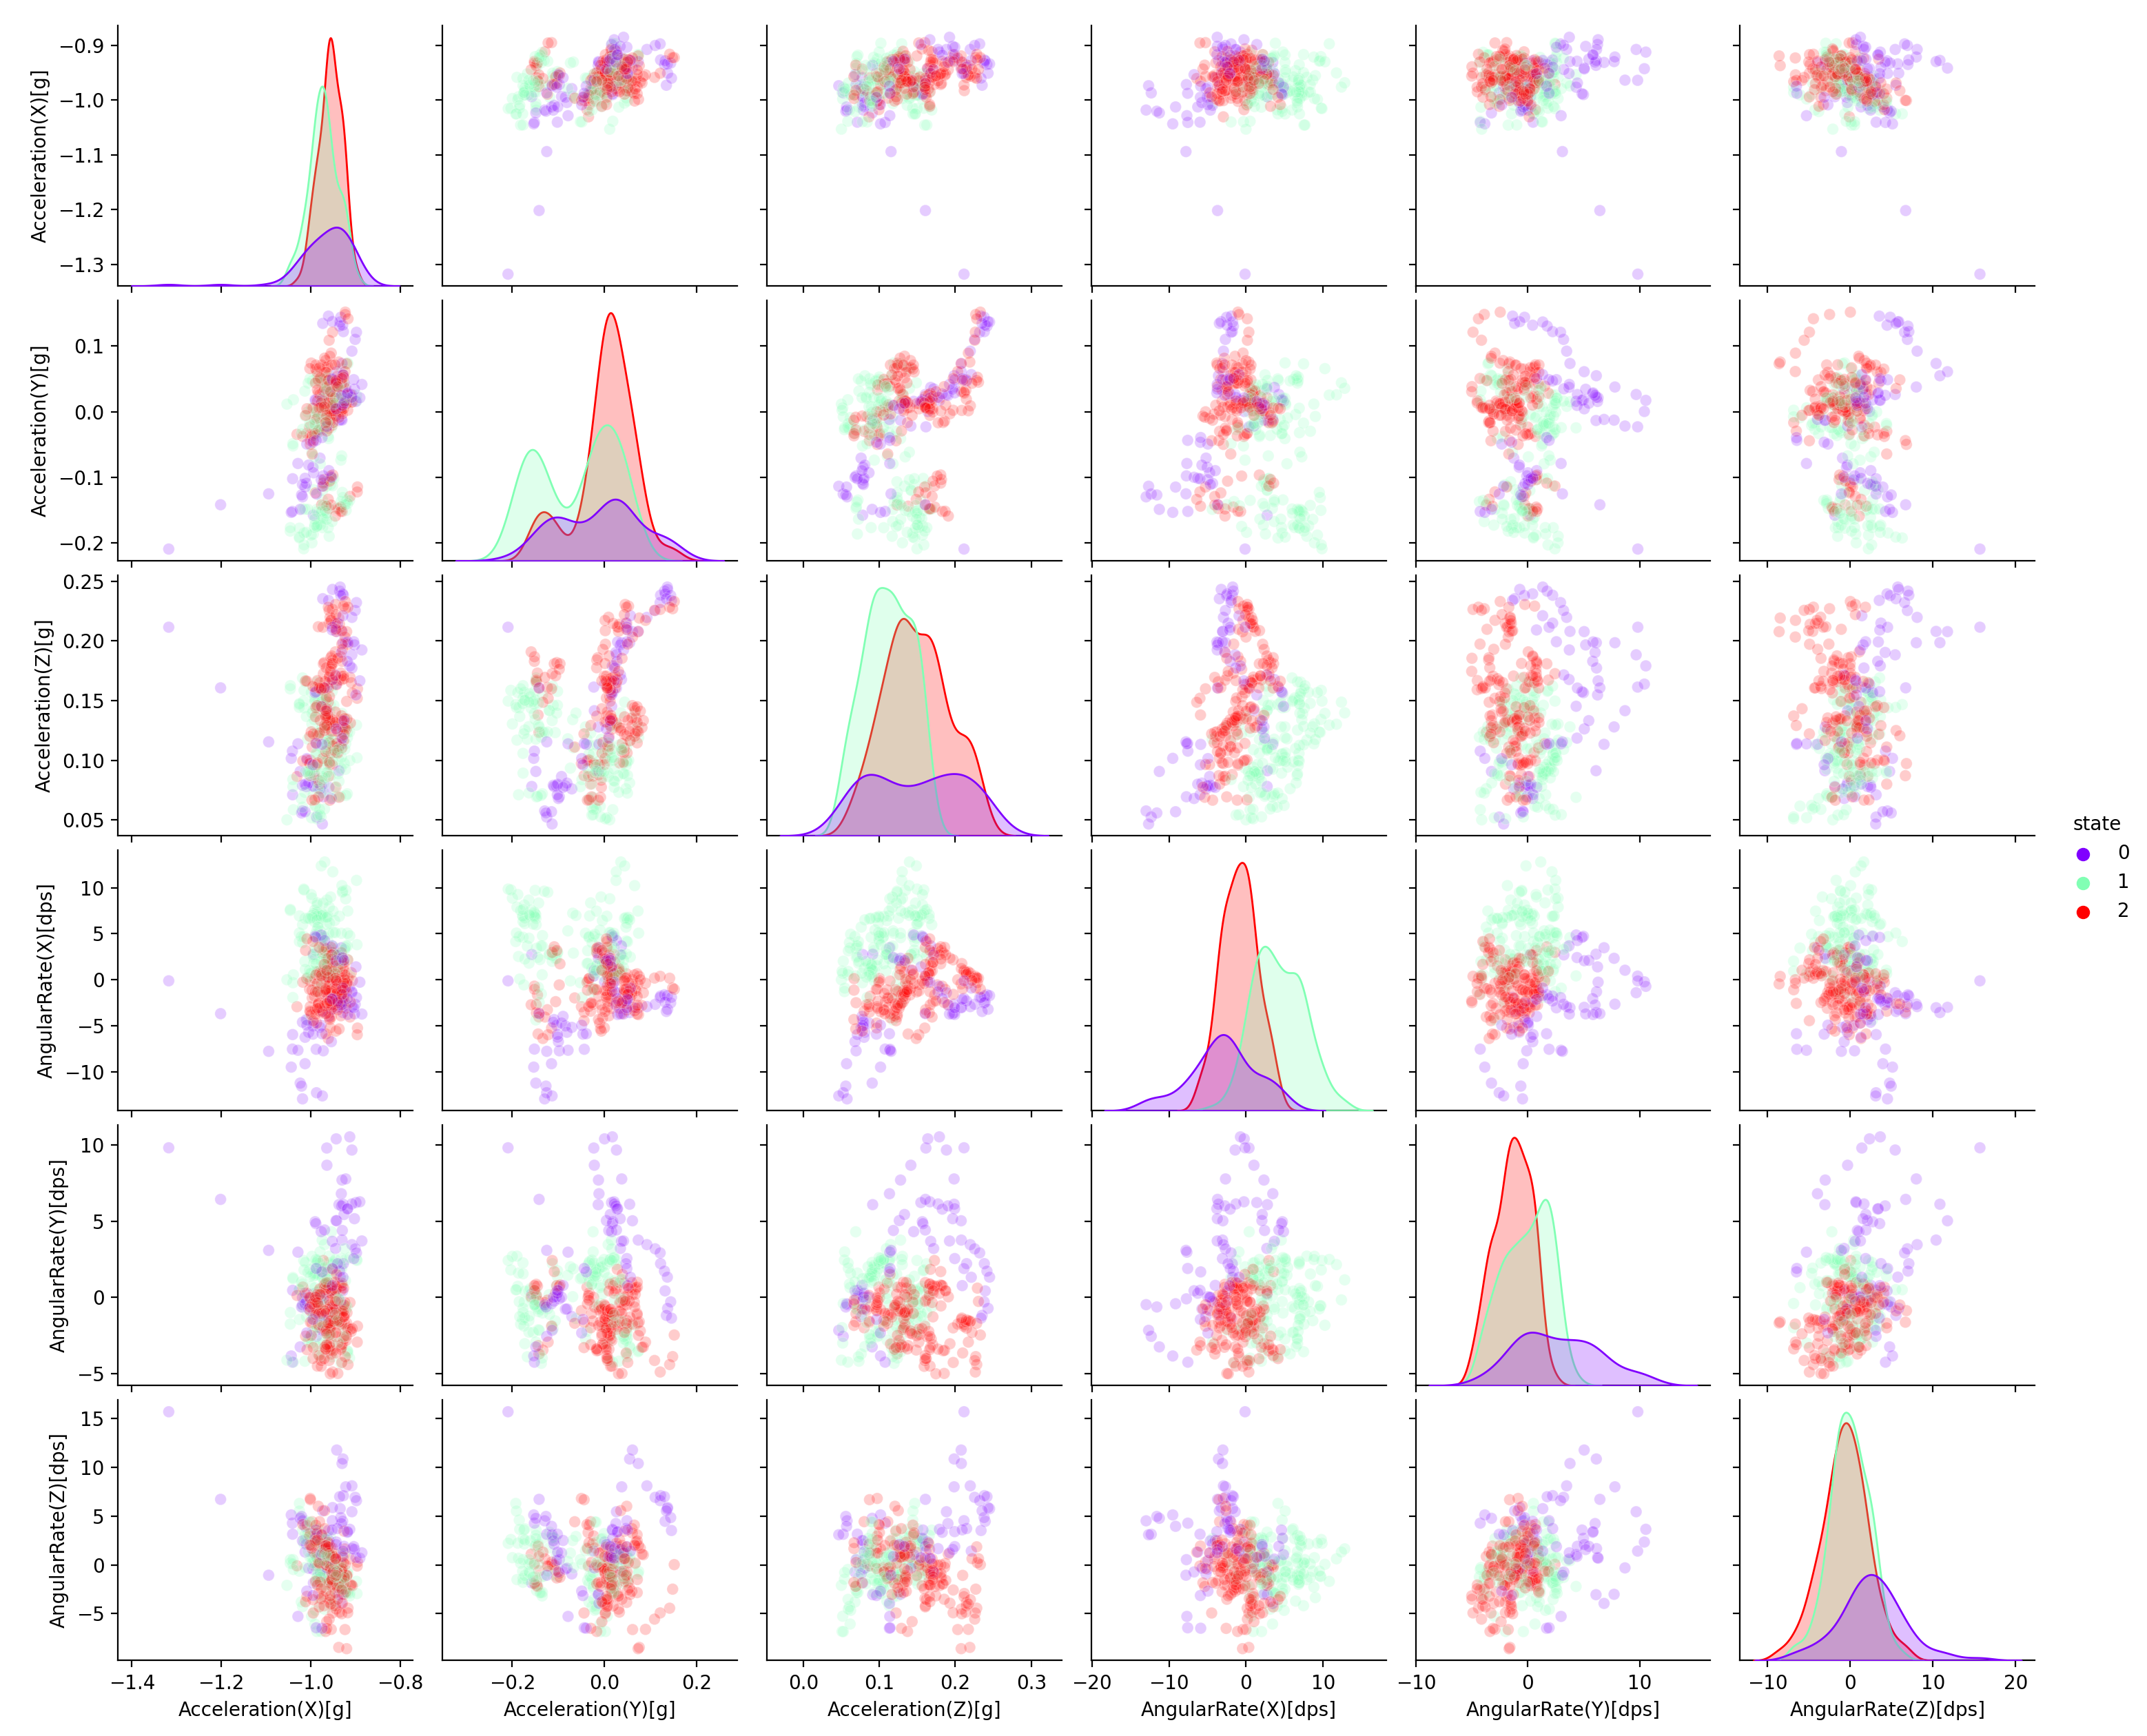 Acceleration(X)[g]
−0.9
−1.0
−1.1
−1.2
−1.3
Acceleration(Y)[g]
0.1
0.0
−0.1
−0.2
Acceleration(Z)[g]
0.25
0.20
0.15
0.10
0.05
AngularRate(X)[dps]
10
5
0
−5
−10
AngularRate(Y)[dps]
10
5
0
−5
AngularRate(Z)[dps]
15
10
5
0
−5
−1.4 −1.2 −1.0 −0.8
−0.2 0.0 0.2
0.0 0.1 0.2 0.3
−20 −10 0 10
−10 0 10
−10 0 10 20
Acceleration(X)[g]
Acceleration(Y)[g]
Acceleration(Z)[g]
AngularRate(X)[dps]
AngularRate(Y)[dps]
AngularRate(Z)[dps]
state
0
1
2